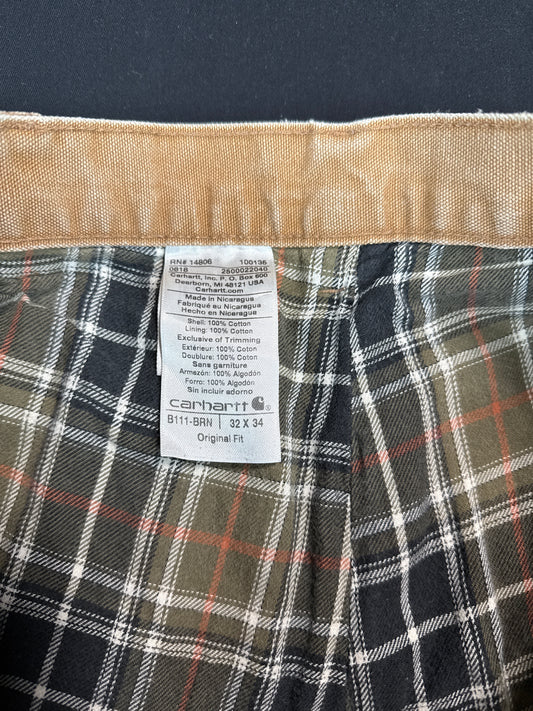 RN# 14806 100136
0818 2500022040
Carhartt, Inc. P. O. Box 600
Dearborn, MI 48121 USA
Carhartt.com
Made in Nicaragua
Fabriqué au Nicaragua
Hecho en Nicaragua
Shell: 100% Cotton
Lining: 100% Cotton
Exclusive of Trimming
Extérieur: 100% Coton
Doublure: 100% Coton
Sans garniture
Armazón: 100% Algodón
Forro: 100% Algodón
Sin incluir adorno
carhartt
B111-BRN 32 X 34
Original Fit